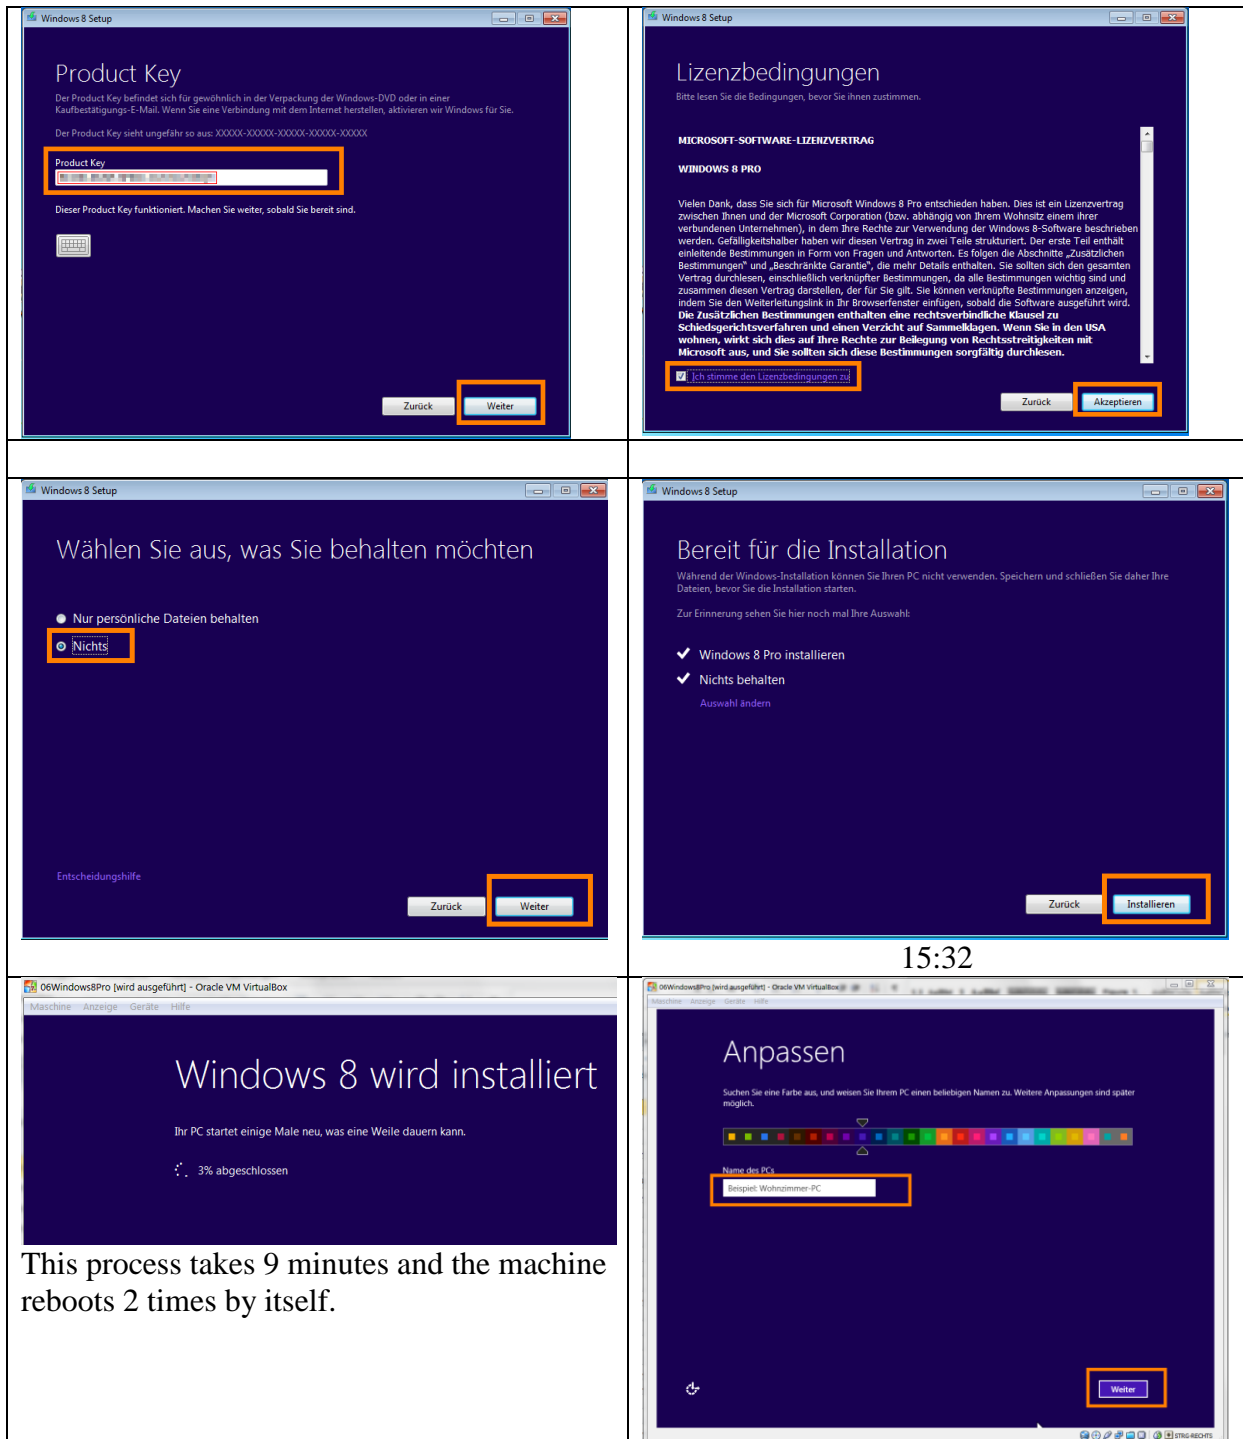 Windows 8 Setup
Product Key
Der Product Key befindet sich für gewöhnlich in der Verpackung der Windows-DVD oder in einer
Kaufbestätigungs-E-Mail. Wenn Sie eine Verbindung mit dem Internet herstellen, aktivieren wir Windows für Sie.
Der Product Key sieht ungefähr so aus: XXXXX-XXXXX-XXXXX-XXXXX-XXXXX
Product Key
Dieser Product Key funktioniert. Machen Sie weiter, sobald Sie bereit sind.
Zurück
Weiter
Windows 8 Setup
Lizenzbedingungen
Bitte lesen Sie die Bedingungen, bevor Sie ihnen zustimmen.
MICROSOFT-SOFTWARE-LIZENZVERTRAG
WINDOWS 8 PRO
Vielen Dank, dass Sie sich für Microsoft Windows 8 Pro entschieden haben. Dies ist ein Lizenzvertrag
zwischen Ihnen und der Microsoft Corporation (bzw. abhängig von Ihrem Wohnsitz einem ihrer
verbundenen Unternehmen), in dem Ihre Rechte zur Verwendung der Windows 8-Software beschrieben
werden. Gefälligkeitshalber haben wir diesen Vertrag in zwei Teile strukturiert. Der erste Teil enthält
einleitende Bestimmungen in Form von Fragen und Antworten. Es folgen die Abschnitte „Zusätzlichen
Bestimmungen“ und „Beschränkte Garantie“, die mehr Details enthalten. Sie sollten sich den gesamten
Vertrag durchlesen, einschließlich verknüpfter Bestimmungen, da alle Bestimmungen wichtig sind und
zusammen diesen Vertrag darstellen, der für Sie gilt. Sie können verknüpfte Bestimmungen anzeigen,
indem Sie den Weiterleitungslink in Ihr Browserfenster einfügen, sobald die Software ausgeführt wird.
Die Zusätzlichen Bestimmungen enthalten eine rechtsverbindliche Klausel zu
Schiedsgerichtsverfahren und einen Verzicht auf Sammelklagen. Wenn Sie in den USA
wohnen, wirkt sich dies auf Ihre Rechte zur Beilegung von Rechtsstreitigkeiten mit
Microsoft aus, und Sie sollten sich diese Bestimmungen sorgfältig durchlesen.
Ich stimme den Lizenzbedingungen zu
Zurück
Akzeptieren
Windows 8 Setup
Wählen Sie aus, was Sie behalten möchten
Nur persönliche Dateien behalten
Nichts
Entscheidungshilfe
Zurück
Weiter
Windows 8 Setup
Bereit für die Installation
Während der Windows-Installation können Sie Ihren PC nicht verwenden. Speichern und schließen Sie daher Ihre
Dateien, bevor Sie die Installation starten.
Zur Erinnerung sehen Sie hier noch mal Ihre Auswahl:
Windows 8 Pro installieren
Nichts behalten
Auswahl ändern
Zurück
Installieren
15:32
06Windows8Pro [wird ausgeführt] - Oracle VM VirtualBox
Maschine Anzeige Geräte Hilfe
Windows 8 wird installiert
Ihr PC startet einige Male neu, was eine Weile dauern kann.
3% abgeschlossen
This process takes 9 minutes and the machine
reboots 2 times by itself.
06Windows8Pro [wird ausgeführt] - Oracle VM VirtualBox
Maschine Anzeige Geräte Hilfe
Anpassen
Suchen Sie eine Farbe aus, und weisen Sie Ihrem PC einen beliebigen Namen zu. Weitere Anpassungen sind später
möglich.
Name des PCs
Beispiel: Wohnzimmer-PC
Weiter
STRG-RECHTS